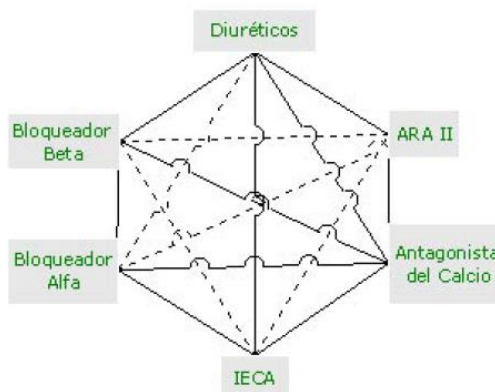 Diuréticos
Bloqueador
Beta
ARA II
Bloqueador
Alfa
Antagonista
del Calcio
IECA